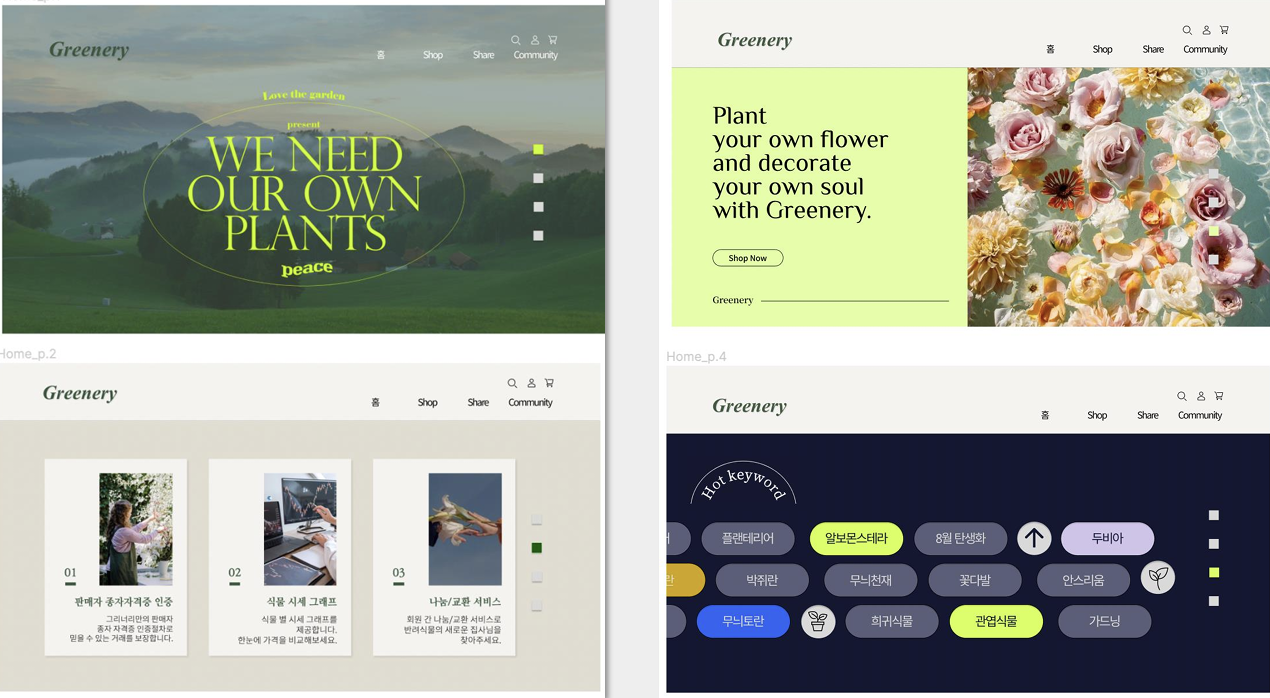 Greenery
홈 Shop Share Community
Love the garden
present
WE NEED
OUR OWN
PLANTS
peace
Greenery
홈 Shop Share Community
Plant
your own flower
and decorate
your own soul
with Greenery.
Shop Now
Greenery
Home_p.2
Greenery
홈 Shop Share Community
01
판매자 종자자격증 인증
그리너리만의 판매자
종자 자격증 인증절차로
믿을 수 있는 거래를 보장합니다.
02
식물 시세 그래프
식물 별 시세 그래프를
제공합니다.
한눈에 가격을 비교해보세요.
03
나눔/교환 서비스
회원 간 나눔/교환 서비스로
반려식물의 새로운 집사님을
찾아주세요.
Home_p.4
Greenery
홈 Shop Share Community
Hot keyword
플랜테리어 알보몬스테라 8월 탄생화 두비아
란 박쥐란 무늬천재 꽃다발 안스리움
무늬토란 희귀식물 관엽식물 가드닝